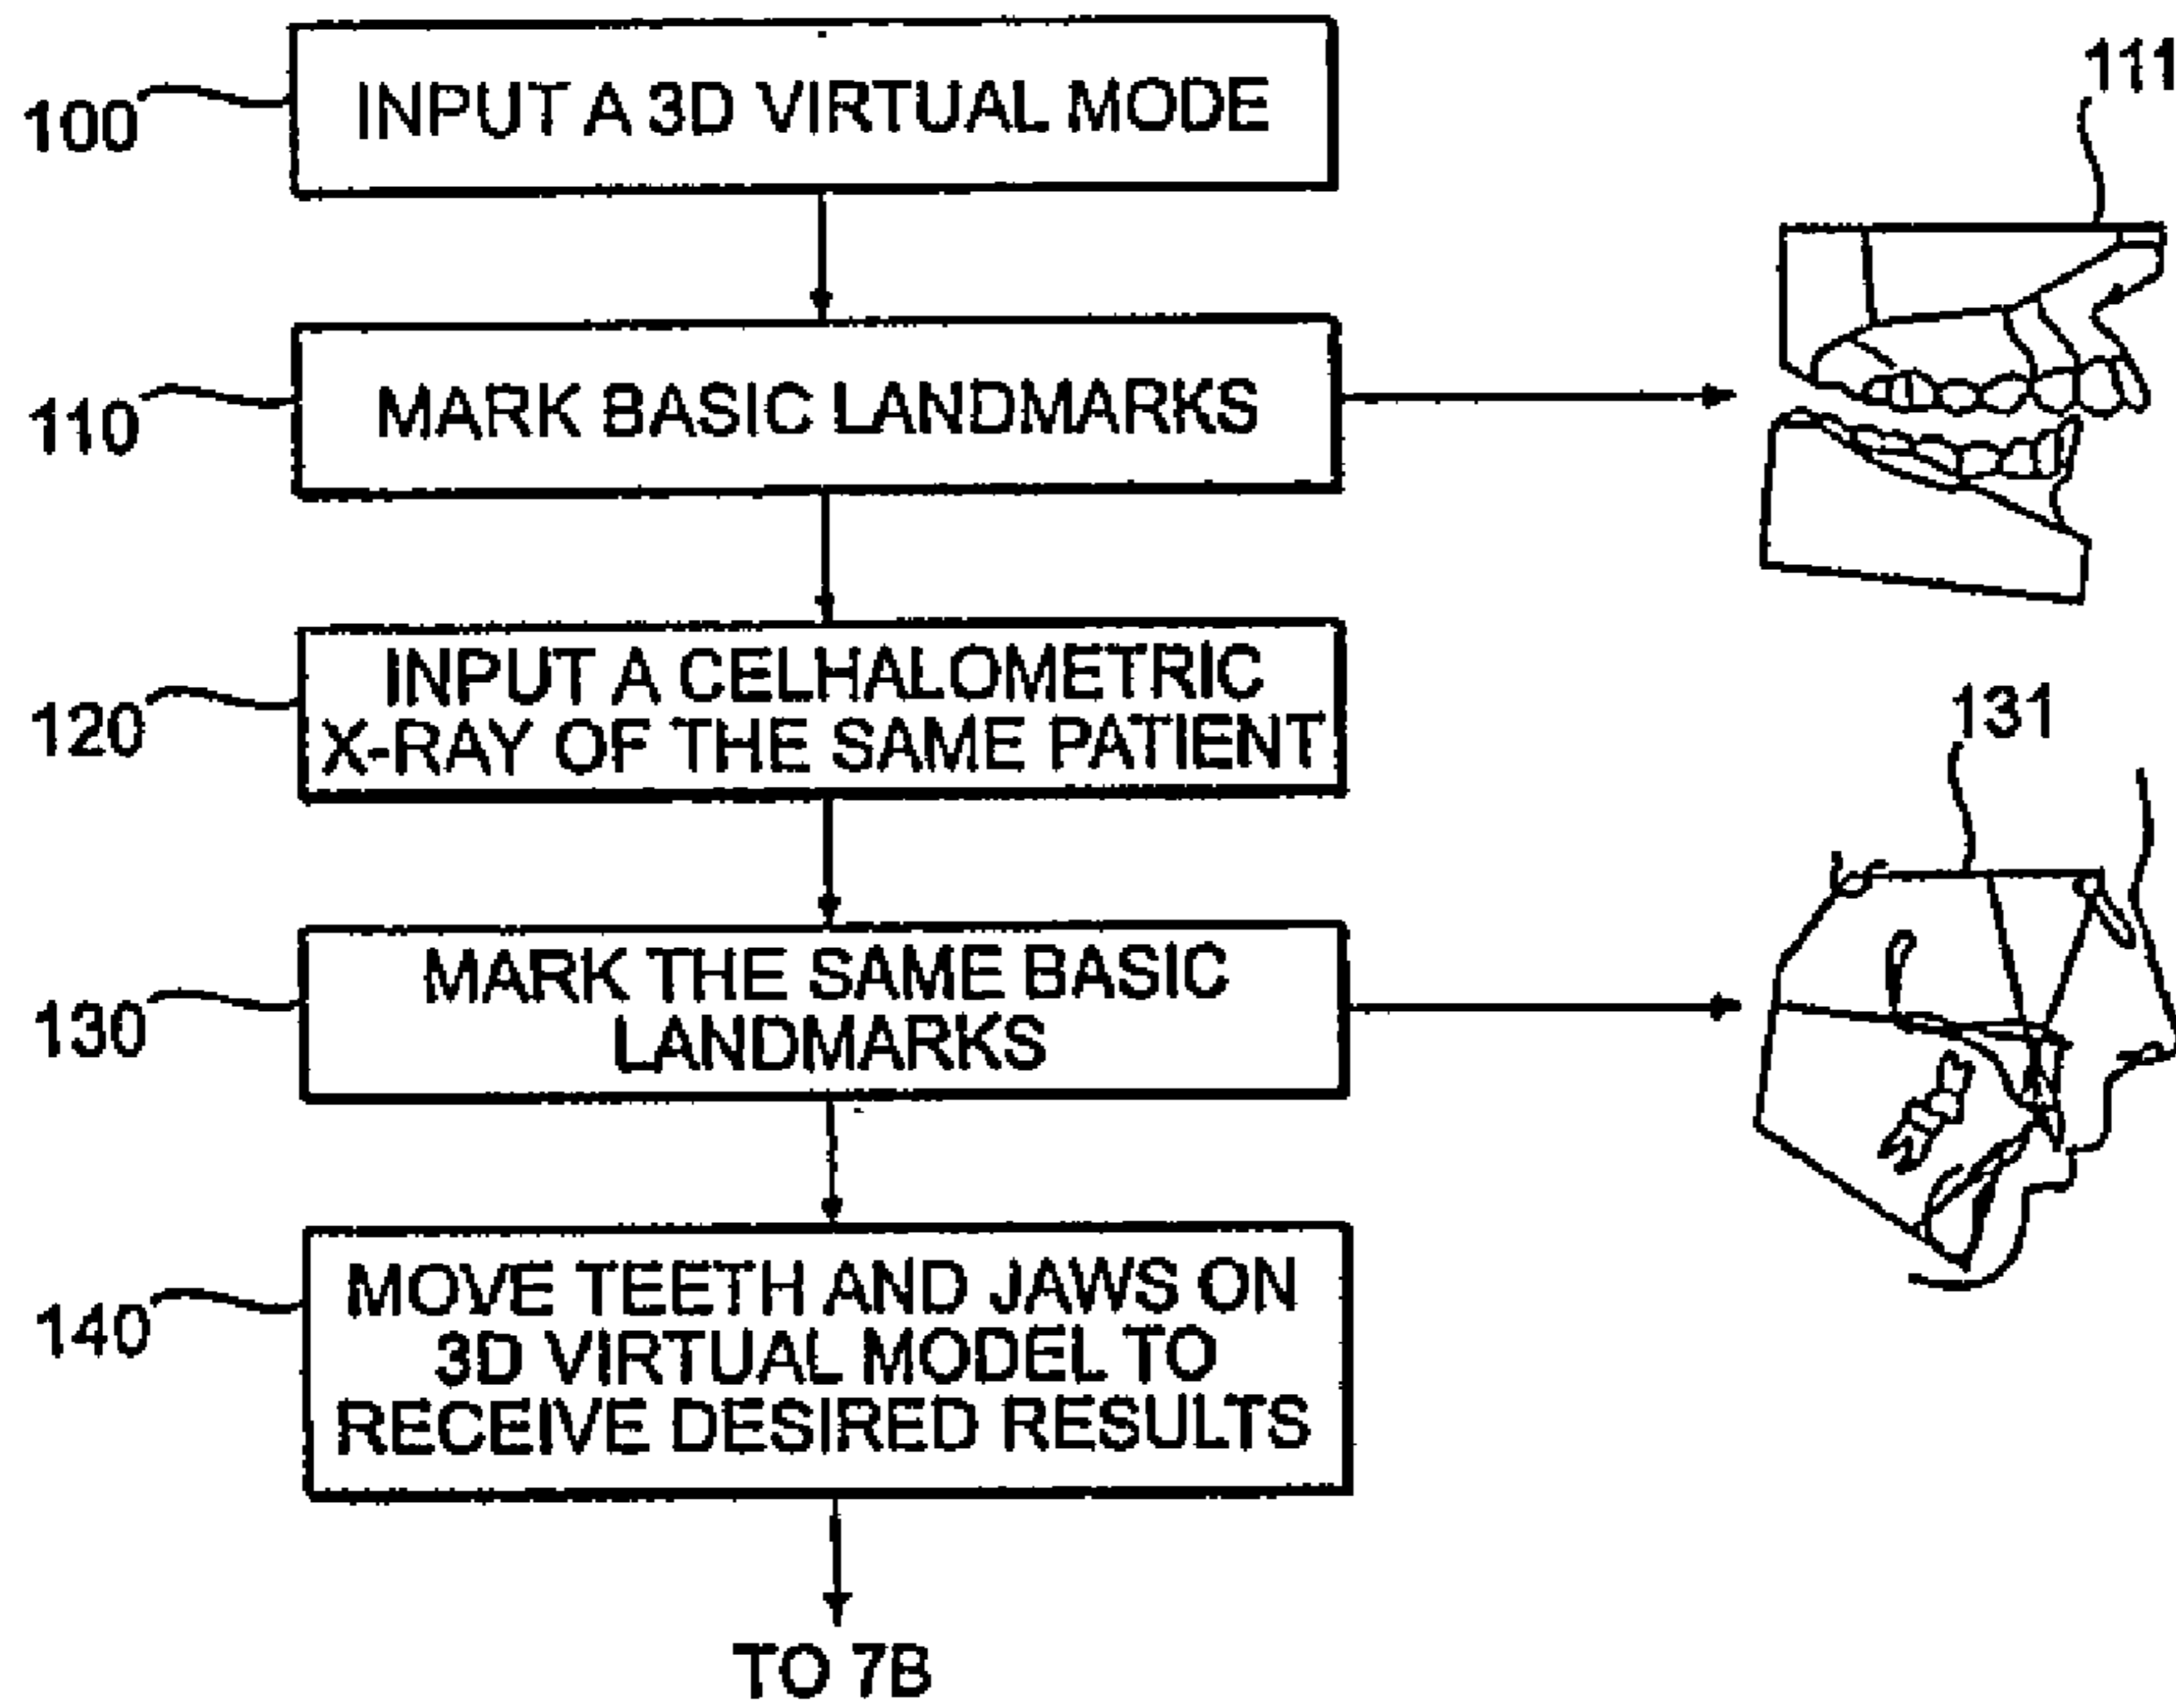 100
INPUT A 3D VIRTUAL MODE
111
110
MARK BASIC LANDMARKS
120
INPUT A CELHALOMETRIC
X-RAY OF THE SAME PATIENT
131
130
MARK THE SAME BASIC
LANDMARKS
140
MOVE TEETH AND JAWS ON
3D VIRTUAL MODEL TO
RECEIVE DESIRED RESULTS
TO 7B